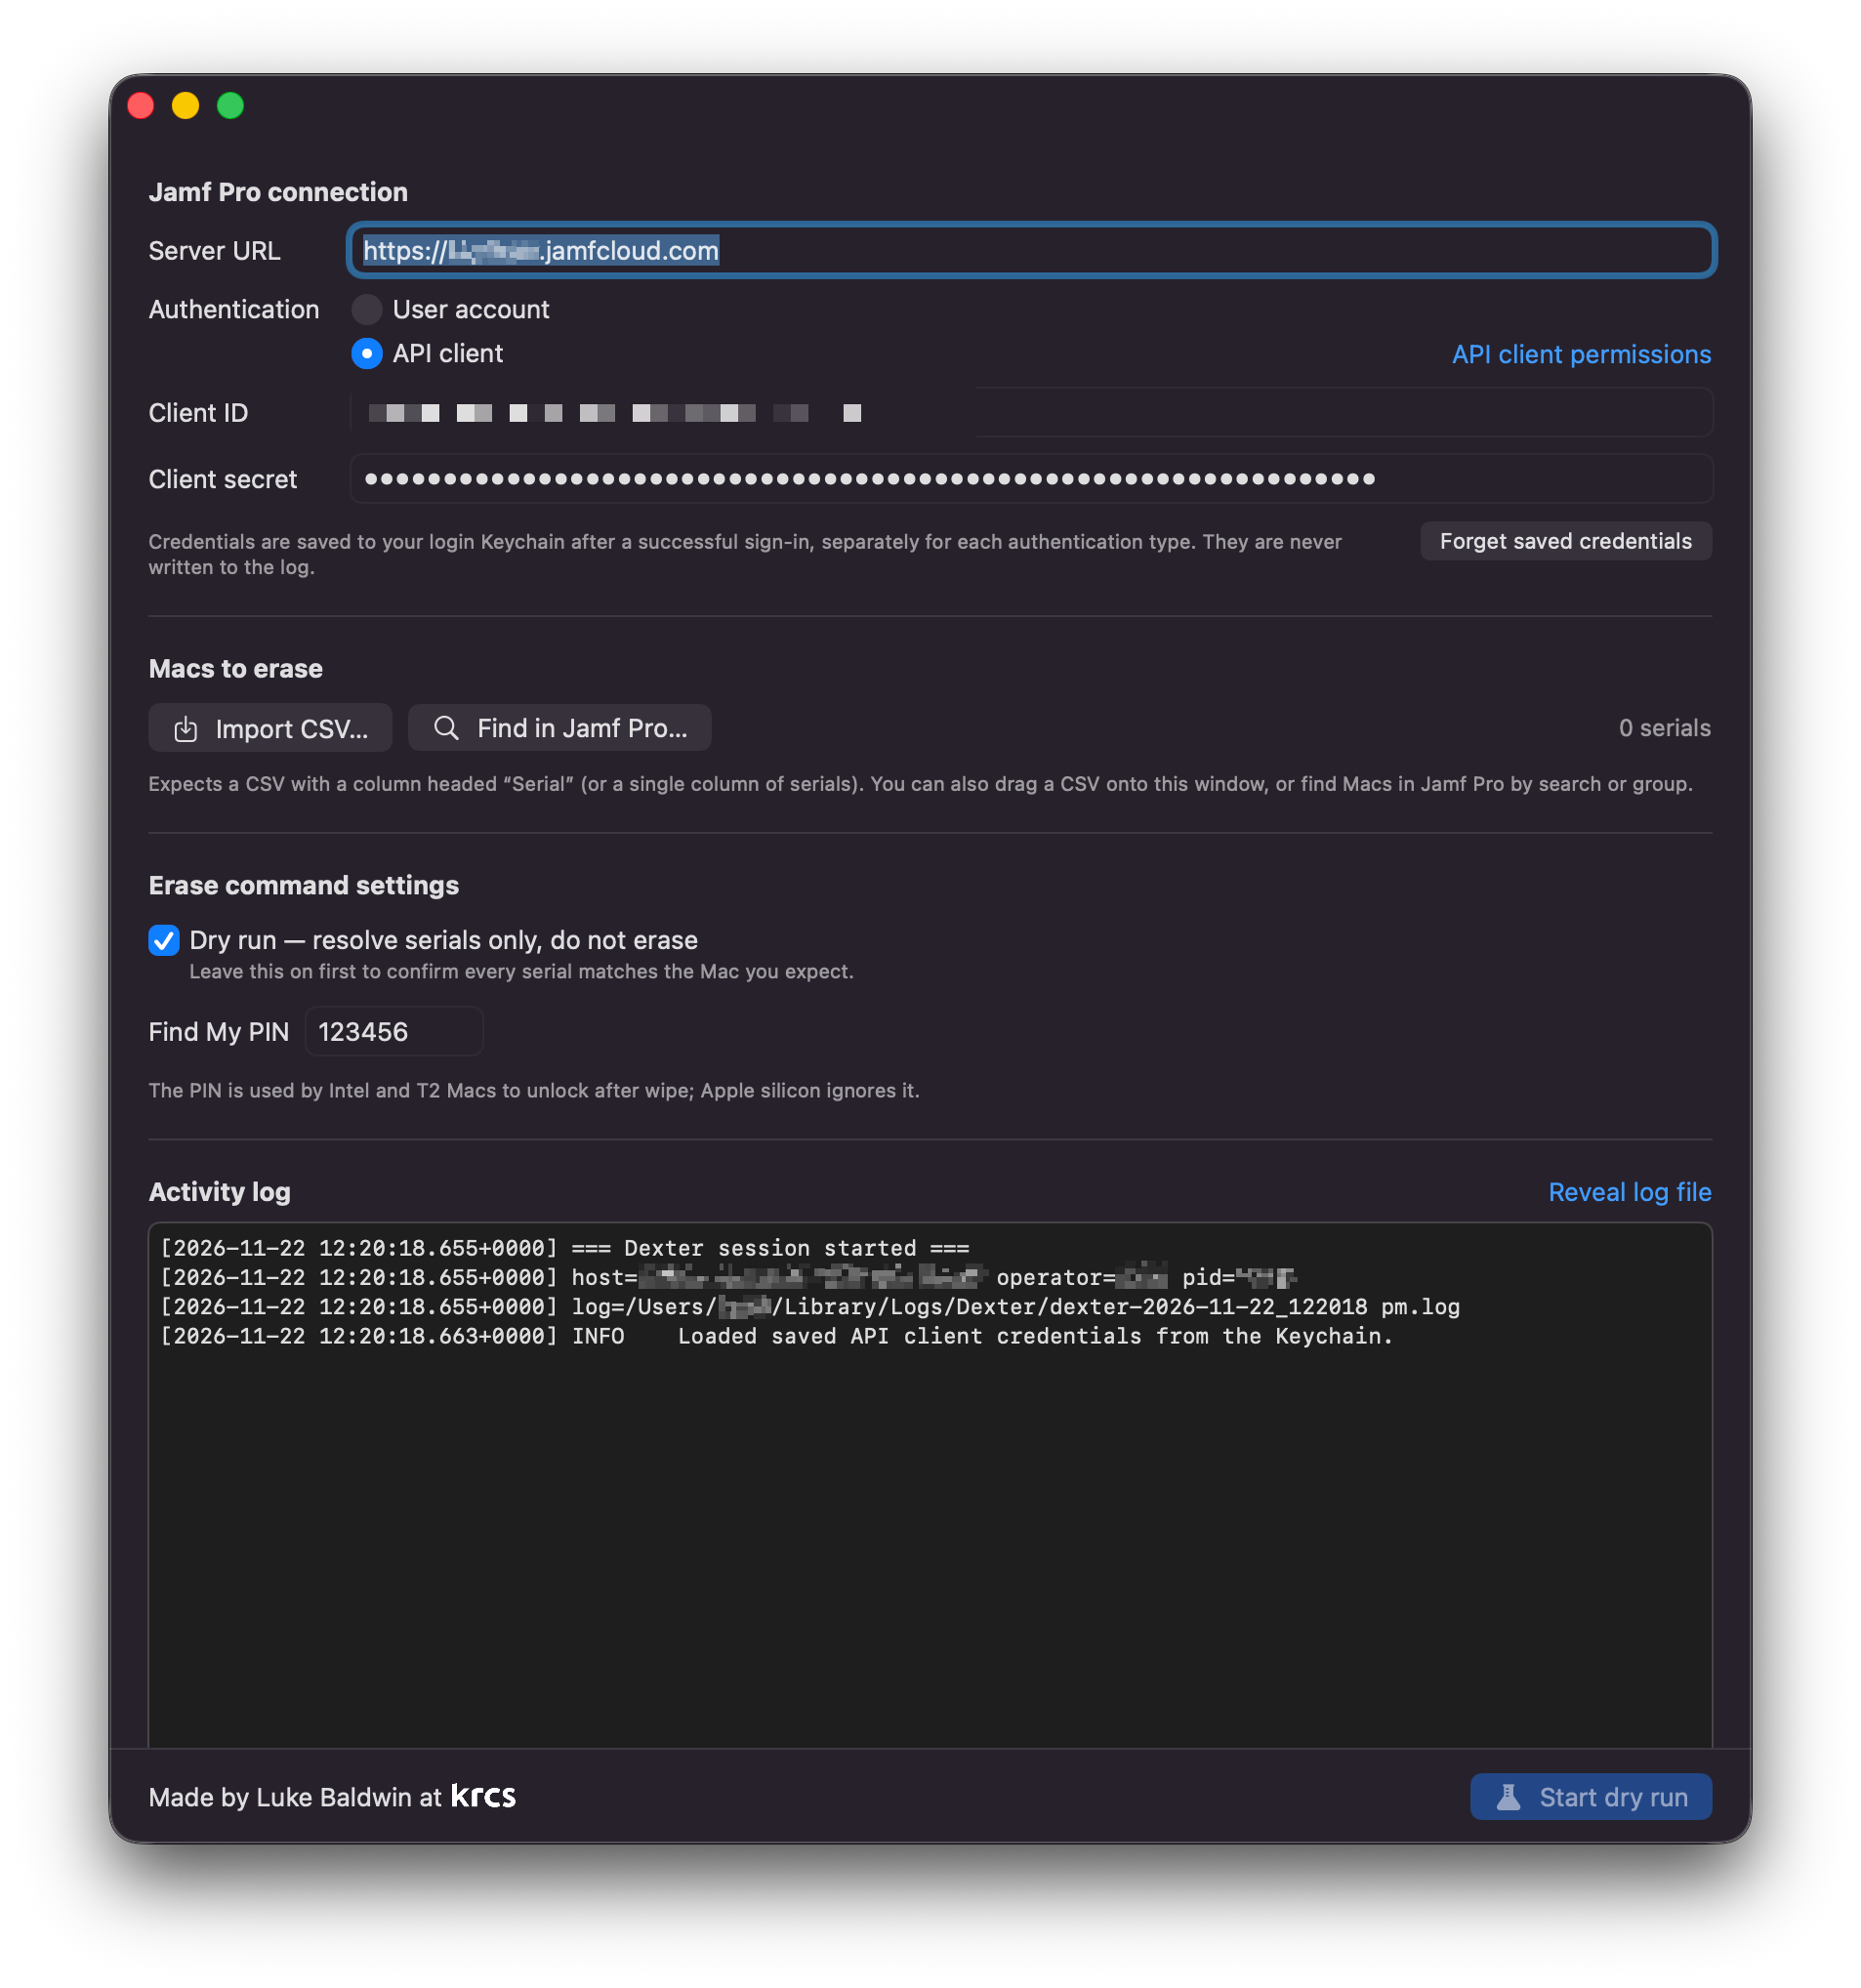 Jamf Pro connection
Server URL
https:// .jamfcloud.com
Authentication
User account
API client
API client permissions
Client ID
Client secret
Credentials are saved to your login Keychain after a successful sign-in, separately for each authentication type. They are never
written to the log.
Forget saved credentials
Macs to erase
Import CSV...
Find in Jamf Pro...
0 serials
Expects a CSV with a column headed “Serial” (or a single column of serials). You can also drag a CSV onto this window, or find Macs in Jamf Pro by search or group.
Erase command settings
Dry run — resolve serials only, do not erase
Leave this on first to confirm every serial matches the Mac you expect.
Find My PIN
123456
The PIN is used by Intel and T2 Macs to unlock after wipe; Apple silicon ignores it.
Activity log
Reveal log file
[2026-11-22 12:20:18.655+0000] === Dexter session started ===
[2026-11-22 12:20:18.655+0000] host= operator= pid=
[2026-11-22 12:20:18.655+0000] log=/Users/ /Library/Logs/Dexter/dexter-2026-11-22_122018 pm.log
[2026-11-22 12:20:18.663+0000] INFO    Loaded saved API client credentials from the Keychain.
Made by Luke Baldwin at krcs
Start dry run